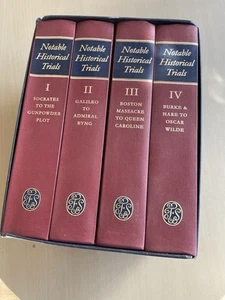 Notable
Historical
Trials
I
SOCRATES
TO THE
GUNPOWDER
PLOT
Notable
Historical
Trials
II
GALILEO
TO
ADMIRAL
BYNG
Notable
Historical
Trials
III
BOSTON
MASSACRE
TO QUEEN
CAROLINE
Notable
Historical
Trials
IV
BURKE &
HARE TO
OSCAR
WILDE